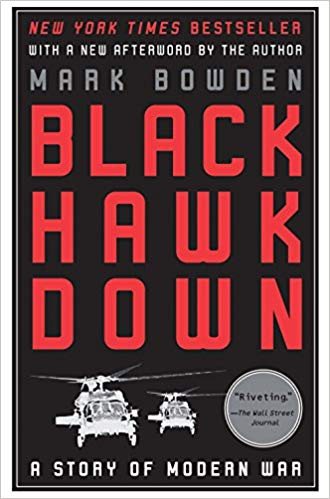 NEW YORK TIMES BESTSELLER
WITH A NEW AFTERWORD BY THE AUTHOR
MARK BOWDEN
BLACK
HAWK
DOWN
"Riveting."
—The Wall Street
Journal
A STORY OF MODERN WAR